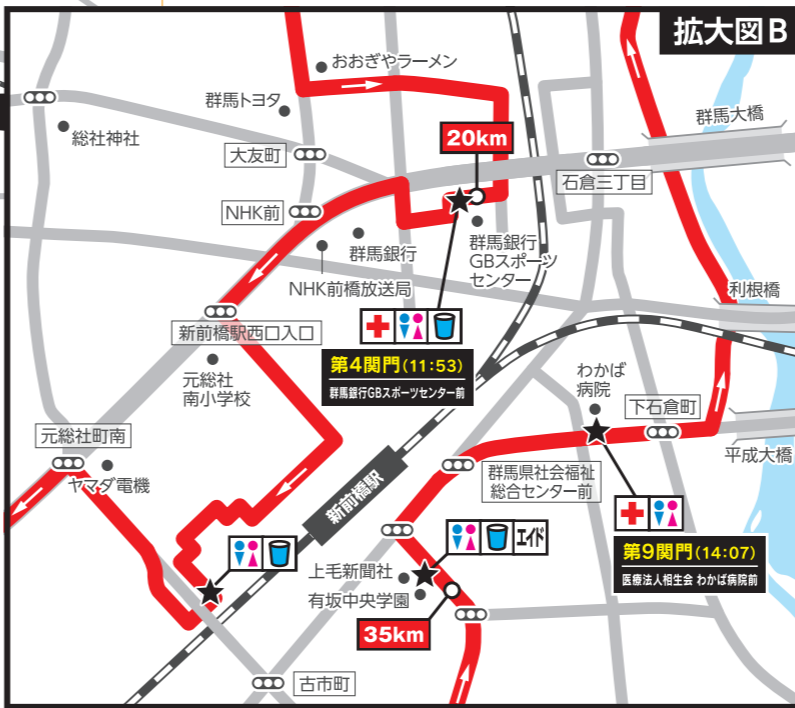 拡大図B
おおぎやラーメン
群馬トヨタ
総社神社
大友町
20km
群馬大橋
石倉三丁目
NHK前
群馬銀行
NHK前橋放送局
群馬銀行
GBスポーツ
センター
利根橋
新前橋駅西口入口
元総社
南小学校
第4関門(11:53)
群馬銀行GBスポーツセンター前
わかば
病院
下石倉町
平成大橋
元総社町南
ヤマダ電機
新前橋駅
群馬県社会福祉
総合センター前
第9関門(14:07)
医療法人相生会 わかば病院前
エイド
上毛新聞社
有坂中央学園
35km
古市町